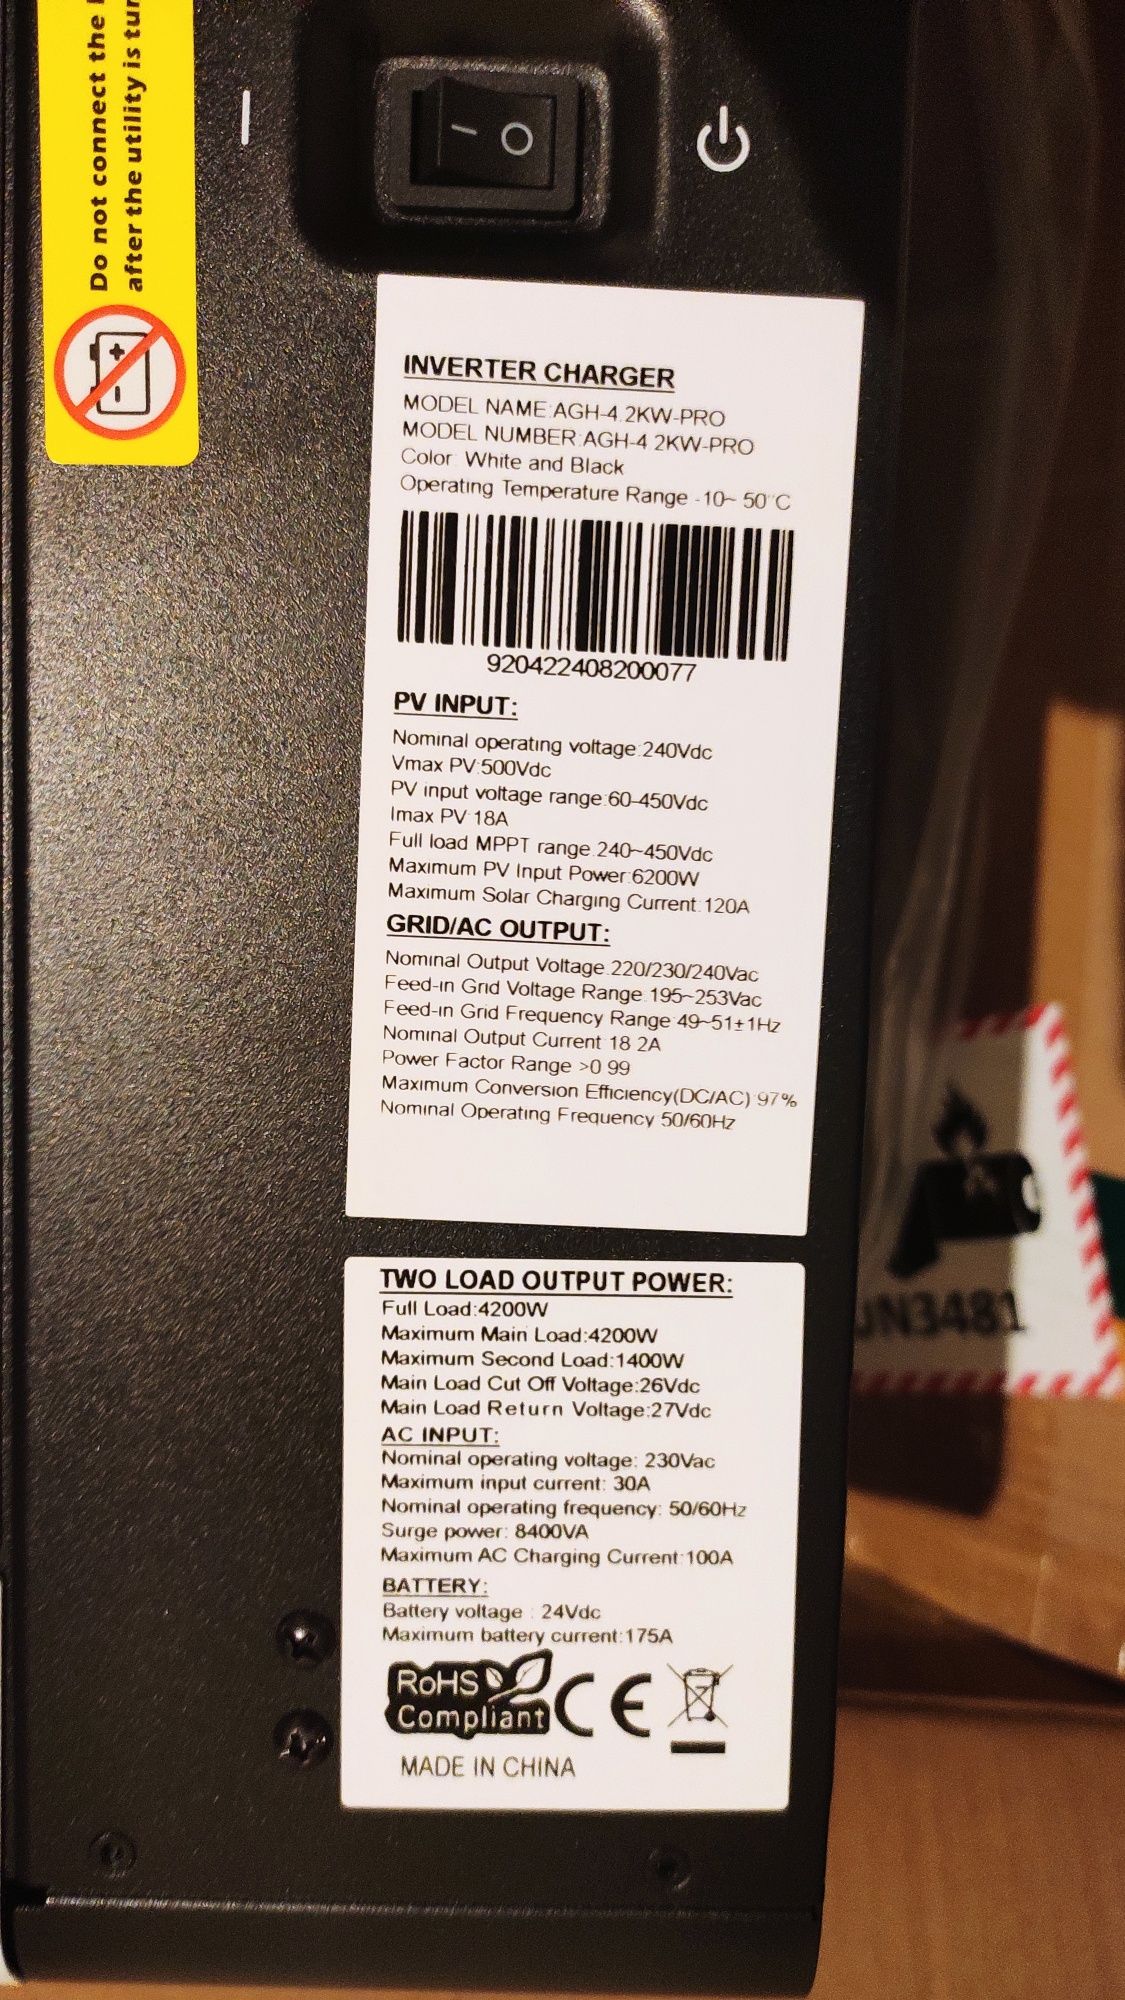 Do not connect the
after the utility is tur
INVERTER CHARGER
MODEL NAME:AGH-4.2KW-PRO
MODEL NUMBER:AGH-4.2KW-PRO
Color: White and Black
Operating Temperature Range -10~ 50°C
920422408200077
PV INPUT:
Nominal operating voltage:240Vdc
Vmax PV:500Vdc
PV input voltage range:60-450Vdc
Imax PV:18A
Full load MPPT range:240~450Vdc
Maximum PV Input Power:6200W
Maximum Solar Charging Current:120A
GRID/AC OUTPUT:
Nominal Output Voltage:220/230/240Vac
Feed-in Grid Voltage Range:195~253Vac
Feed-in Grid Frequency Range:49~51±1Hz
Nominal Output Current:18.2A
Power Factor Range >0.99
Maximum Conversion Efficiency(DC/AC):97%
Nominal Operating Frequency:50/60Hz
TWO LOAD OUTPUT POWER:
Full Load:4200W
Maximum Main Load:4200W
Maximum Second Load:1400W
Main Load Cut Off Voltage:26Vdc
Main Load Return Voltage:27Vdc
AC INPUT:
Nominal operating voltage: 230Vac
Maximum input current: 30A
Nominal operating frequency: 50/60Hz
Surge power: 8400VA
Maximum AC Charging Current:100A
BATTERY:
Battery voltage : 24Vdc
Maximum battery current:175A
RoHS
Compliant
CE
MADE IN CHINA
UN3481